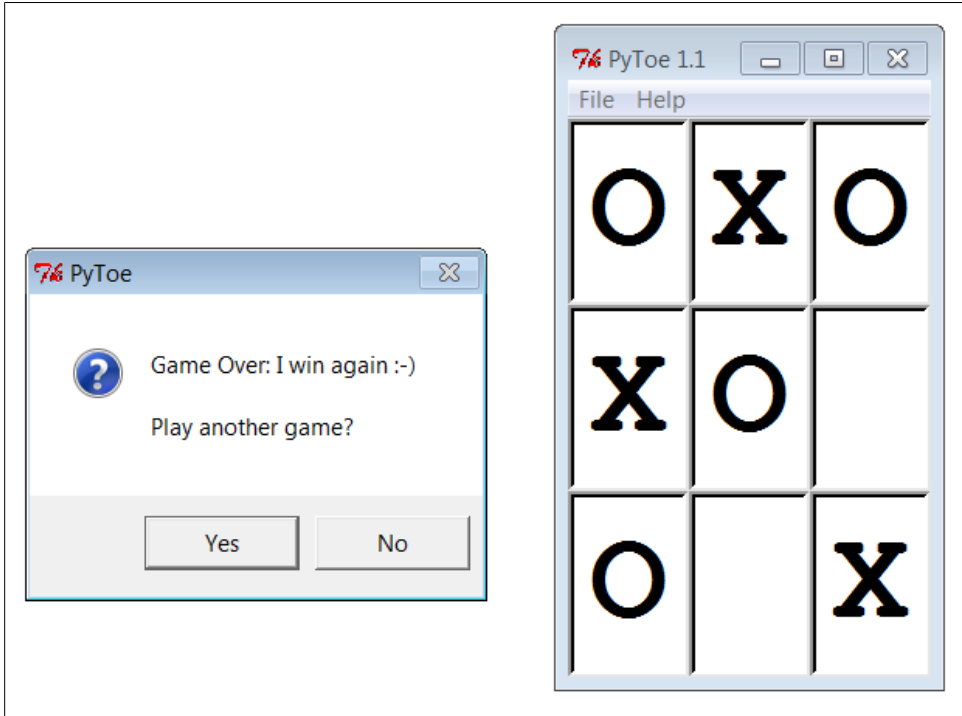 PyToe
Game Over: I win again :-)
Play another game?
Yes No
PyToe 1.1
File Help
O X O
X O
O X